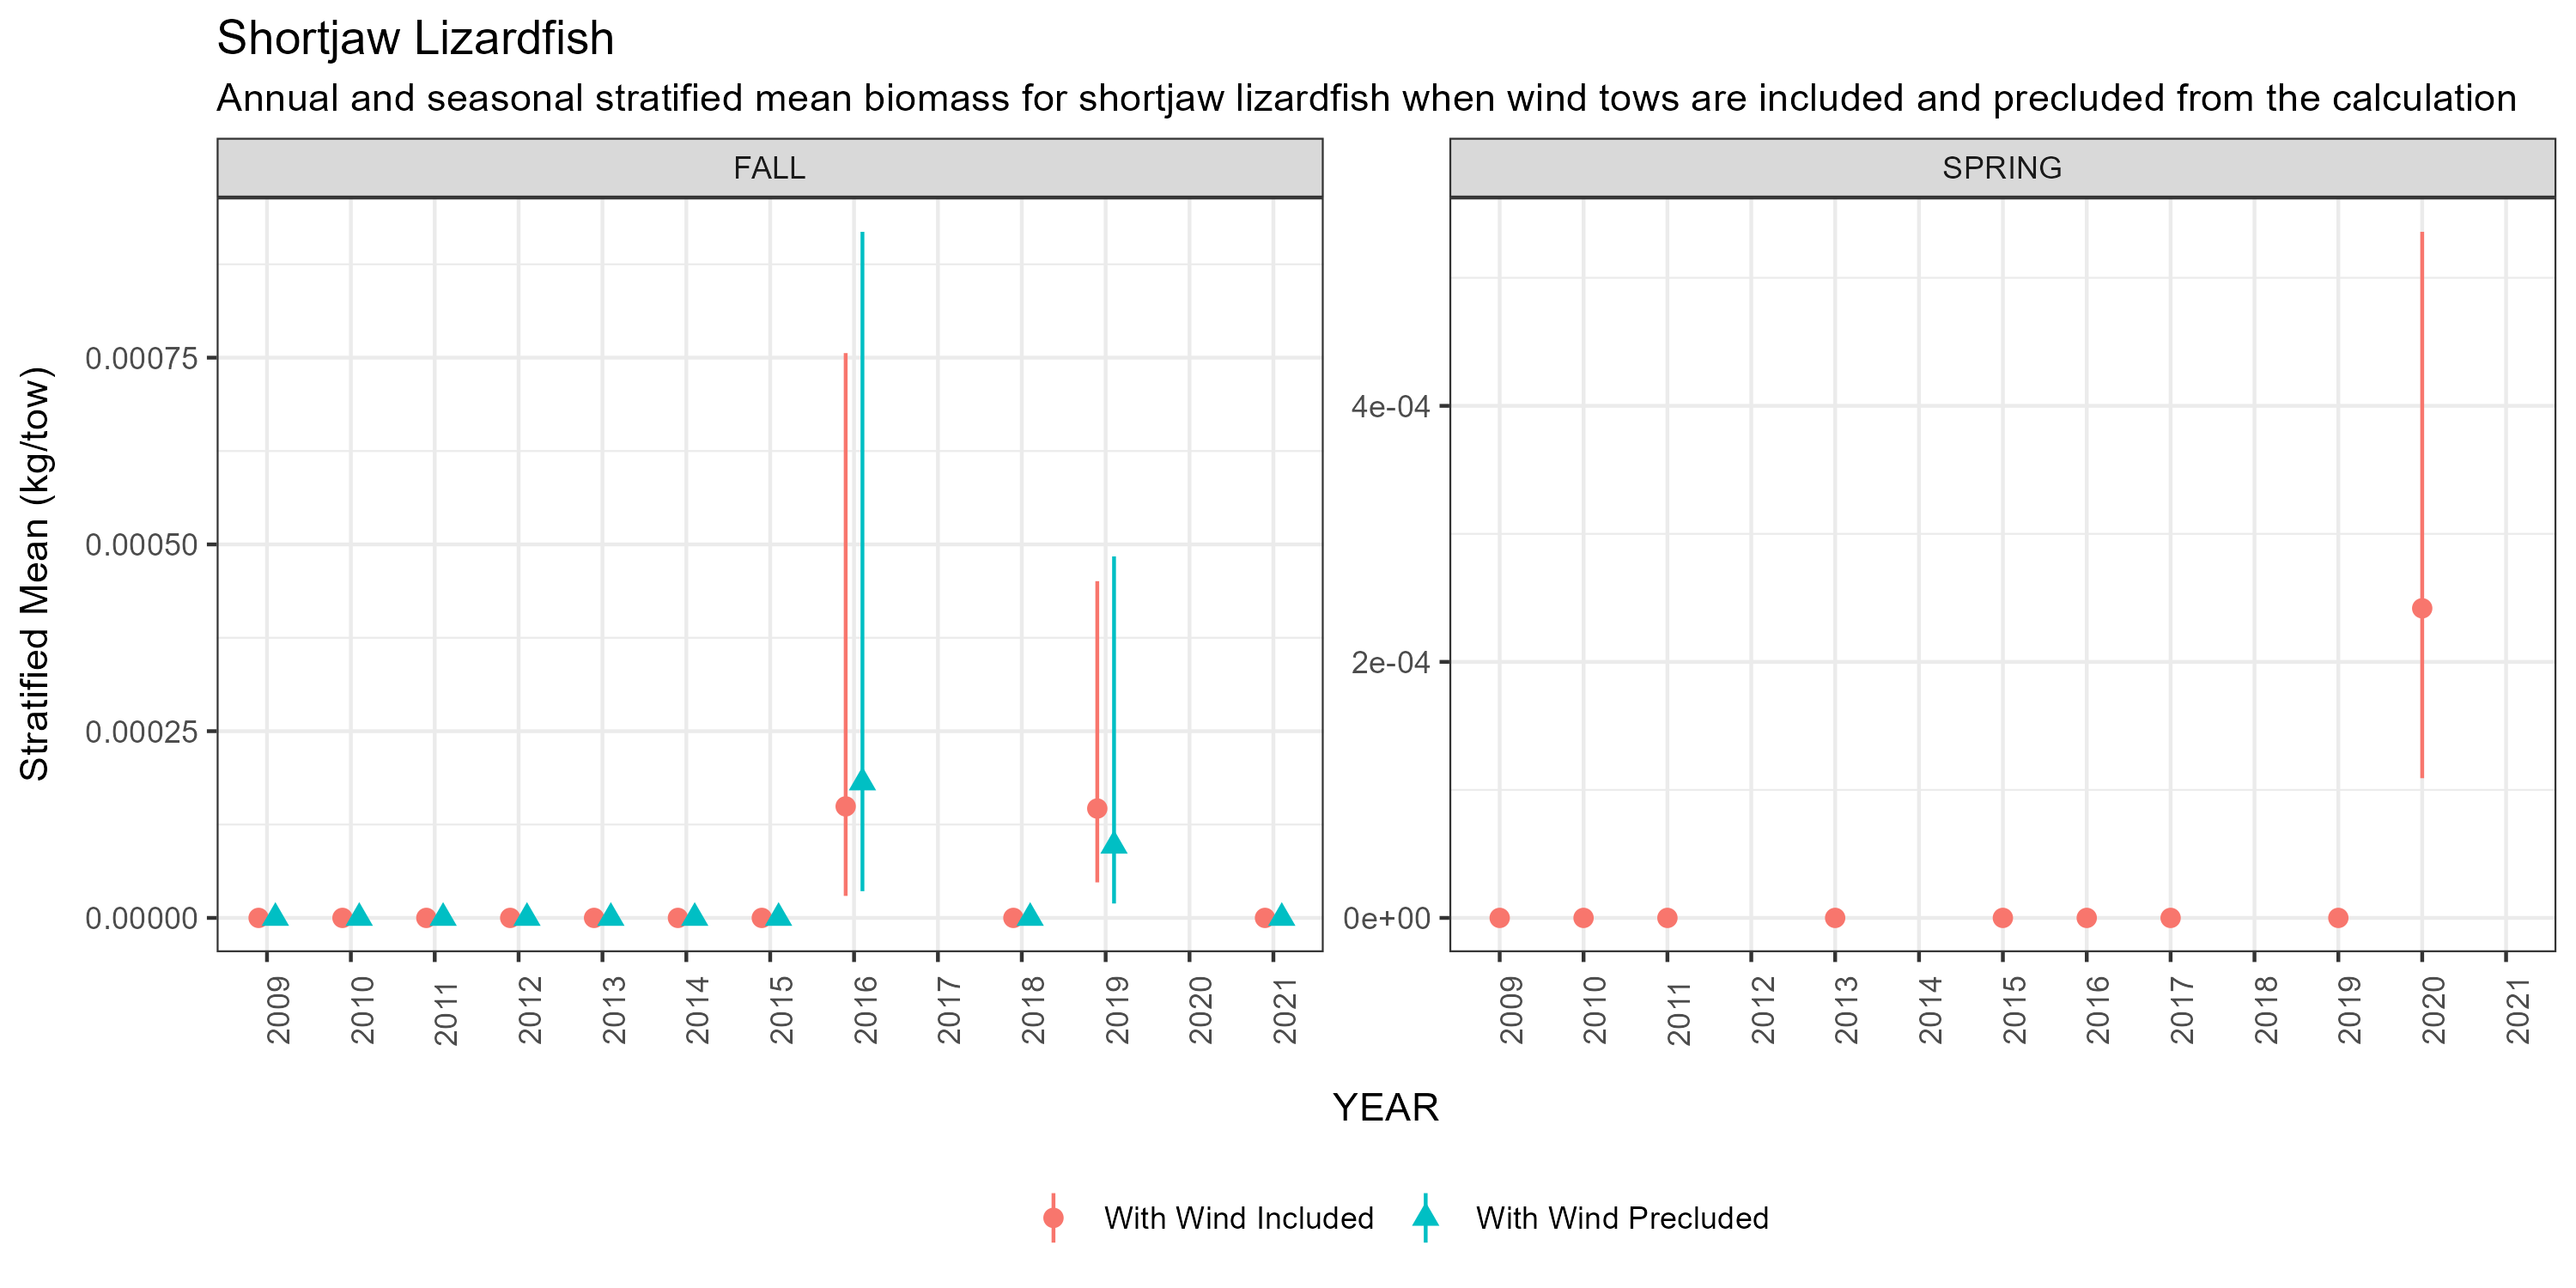 Shortjaw Lizardfish
Annual and seasonal stratified mean biomass for shortjaw lizardfish when wind tows are included and precluded from the calculation
FALL
SPRING
Stratified Mean (kg/tow)
0.00075
0.00050
0.00025
0.00000
4e-04
2e-04
0e+00
2009 2010 2011 2012 2013 2014 2015 2016 2017 2018 2019 2020 2021
2009 2010 2011 2012 2013 2014 2015 2016 2017 2018 2019 2020 2021
YEAR
With Wind Included With Wind Precluded